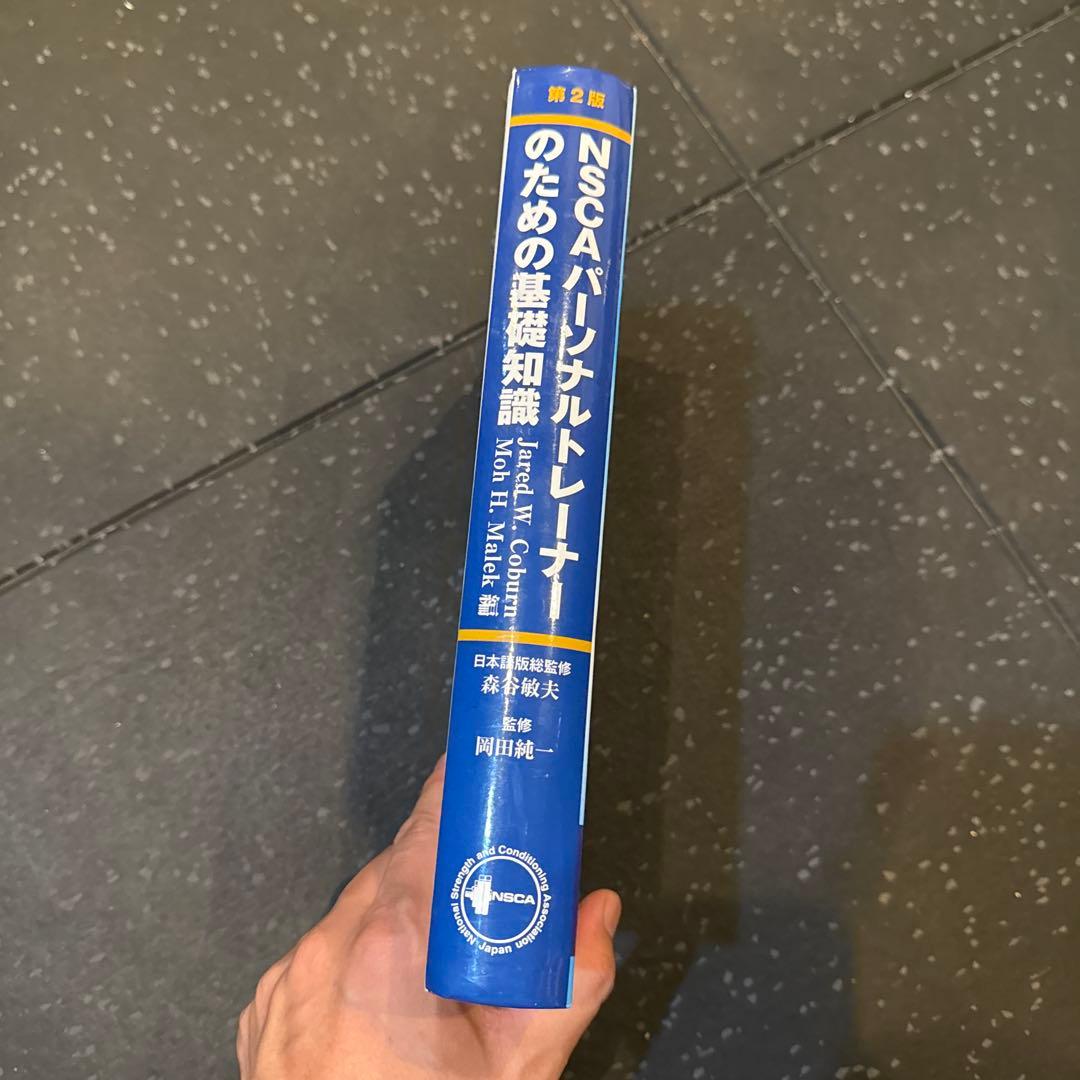 第2版
NSCAパーソナルトレーナー
のための基礎知識
Jared W. Coburn
Moh H. Malek 編
日本語版総監修
森谷敏夫
監修
岡田純一
National Strength and Conditioning Association Japan
NSCA